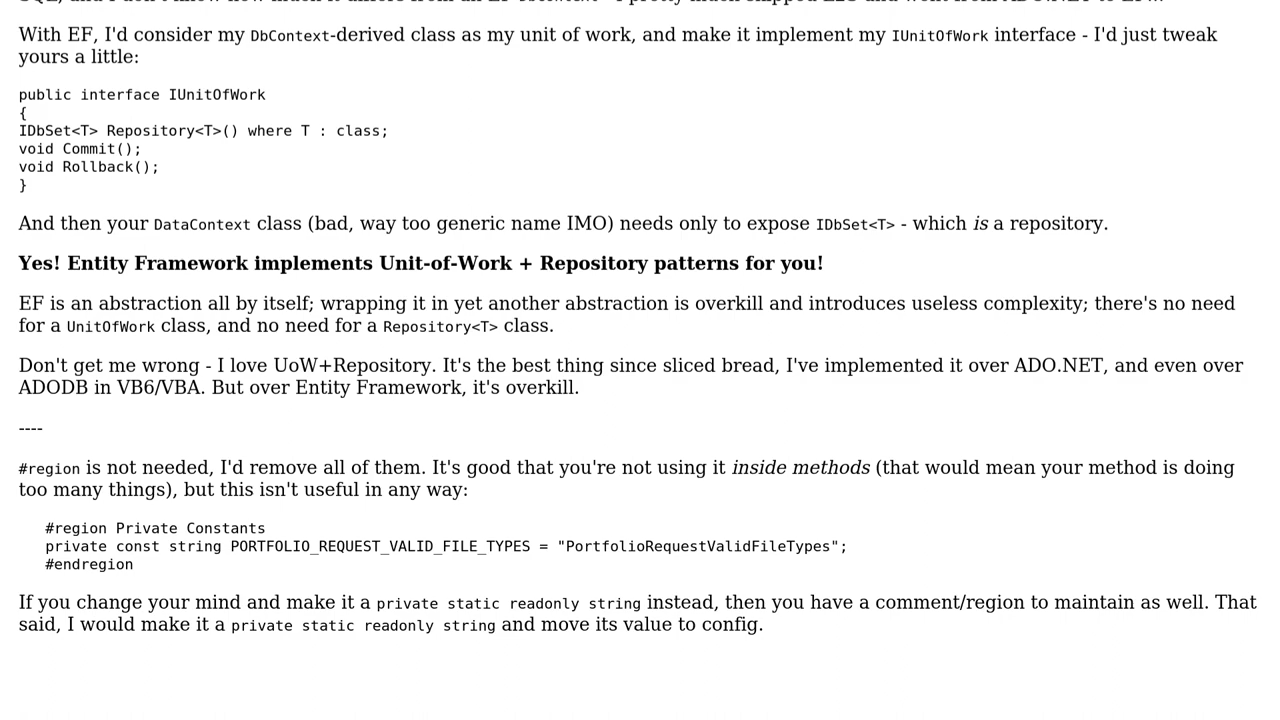 With EF, I'd consider my DbContext-derived class as my unit of work, and make it implement my IUnitOfWork interface - I'd just tweak
yours a little:
public interface IUnitOfWork
{
IDbSet<T> Repository<T>() where T : class;
void Commit();
void Rollback();
}
And then your DataContext class (bad, way too generic name IMO) needs only to expose IDbSet<T> - which is a repository.
Yes! Entity Framework implements Unit-of-Work + Repository patterns for you!
EF is an abstraction all by itself; wrapping it in yet another abstraction is overkill and introduces useless complexity; there's no need
for a UnitOfWork class, and no need for a Repository<T> class.
Don't get me wrong - I love UoW+Repository. It's the best thing since sliced bread, I've implemented it over ADO.NET, and even over
ADODB in VB6/VBA. But over Entity Framework, it's overkill.
----
#region is not needed, I'd remove all of them. It's good that you're not using it inside methods (that would mean your method is doing
too many things), but this isn't useful in any way:
#region Private Constants
private const string PORTFOLIO_REQUEST_VALID_FILE_TYPES = "PortfolioRequestValidFileTypes";
#endregion
If you change your mind and make it a private static readonly string instead, then you have a comment/region to maintain as well. That
said, I would make it a private static readonly string and move its value to config.